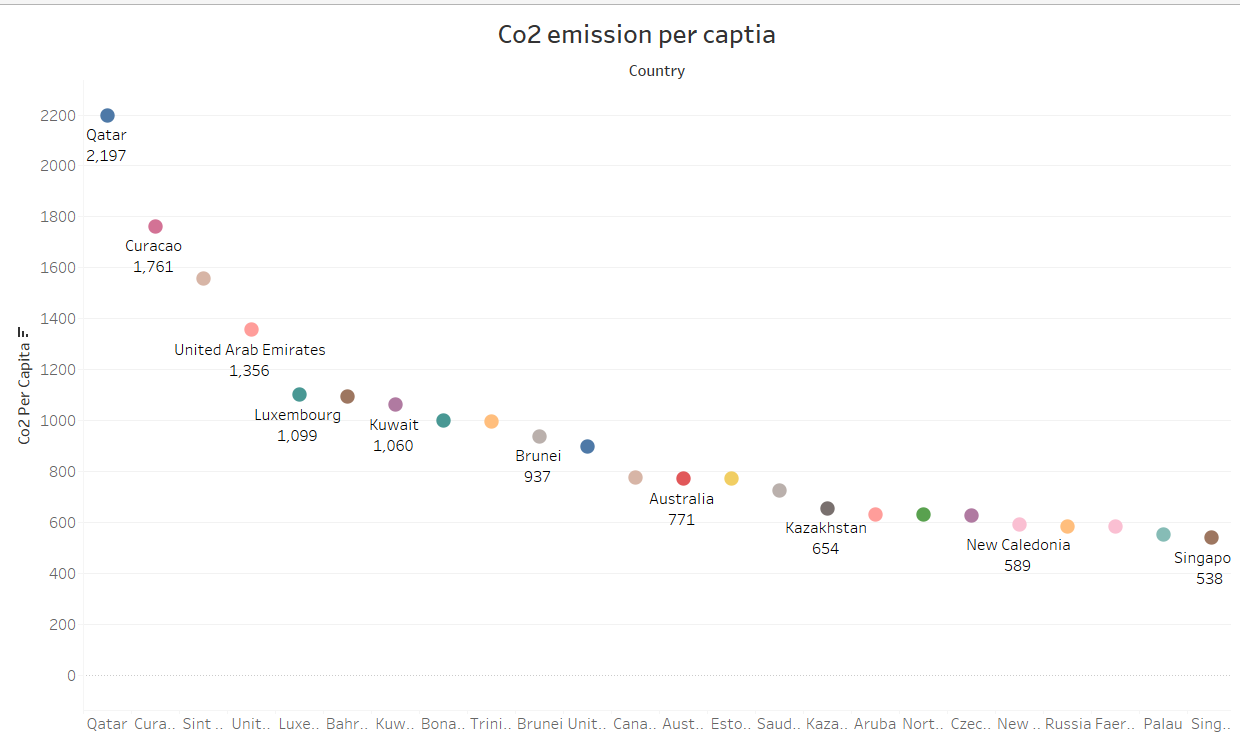 Co2 emission per captia
Country
Co2 Per Capita
2200
2000
1800
1600
1400
1200
1000
800
600
400
200
0
Qatar
2,197
Curacao
1,761
United Arab Emirates
1,356
Luxembourg
1,099
Kuwait
1,060
Brunei
937
Australia
771
Kazakhstan
654
New Caledonia
589
Singapo
538
Qatar Cura.. Sint .. Unit.. Luxe.. Bahr.. Kuw.. Bona.. Trini.. Brunei Unit.. Cana.. Aust.. Esto.. Saud.. Kaza.. Aruba Nort.. Czec.. New .. Russia Faer.. Palau Sing..